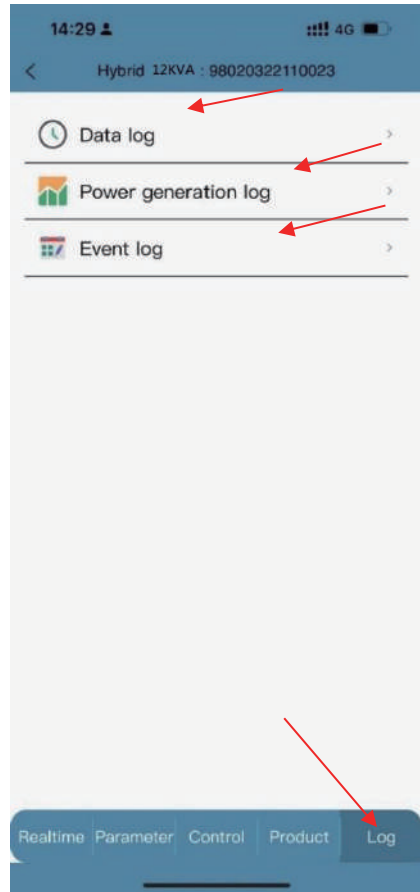 14:29 4G
Hybrid 12KVA : 98020322110023
Data log
Power generation log
Event log
Realtime Parameter Control Product Log